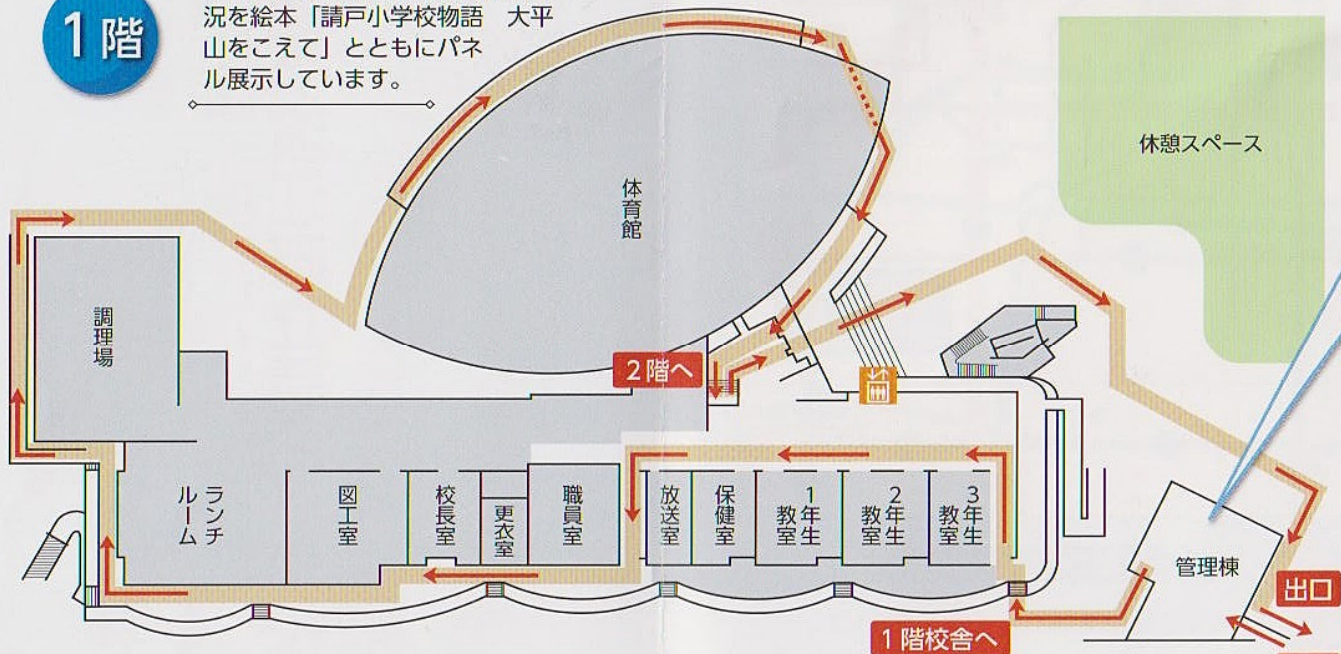 1階
況を絵本「請戸小学校物語　大平
山をこえて」とともにパネ
ル展示しています。
休憩スペース
体育館
調理場
2階へ
ランチ
ルーム
図工室
校長室
更衣室
職員室
放送室
保健室
1年生
教室
2年生
教室
3年生
教室
管理棟
出口
1階校舎へ